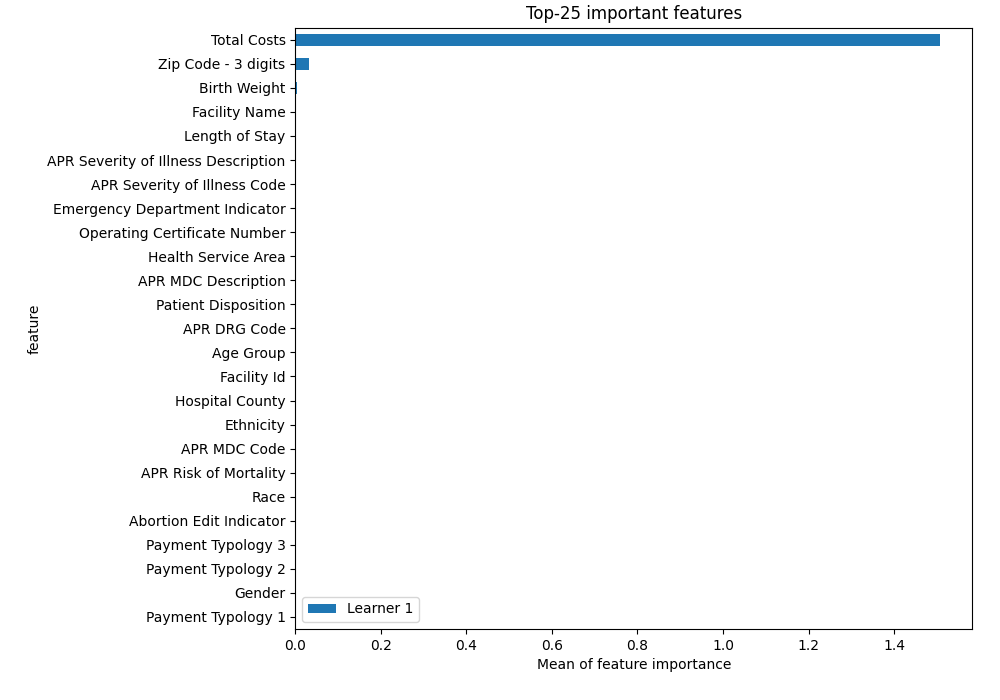 Top-25 important features
Total Costs
Zip Code - 3 digits
Birth Weight
Facility Name
Length of Stay
APR Severity of Illness Description
APR Severity of Illness Code
Emergency Department Indicator
Operating Certificate Number
Health Service Area
APR MDC Description
Patient Disposition
APR DRG Code
Age Group
Facility Id
Hospital County
Ethnicity
APR MDC Code
APR Risk of Mortality
Race
Abortion Edit Indicator
Payment Typology 3
Payment Typology 2
Gender
Payment Typology 1
feature
Learner 1
0.0 0.2 0.4 0.6 0.8 1.0 1.2 1.4
Mean of feature importance